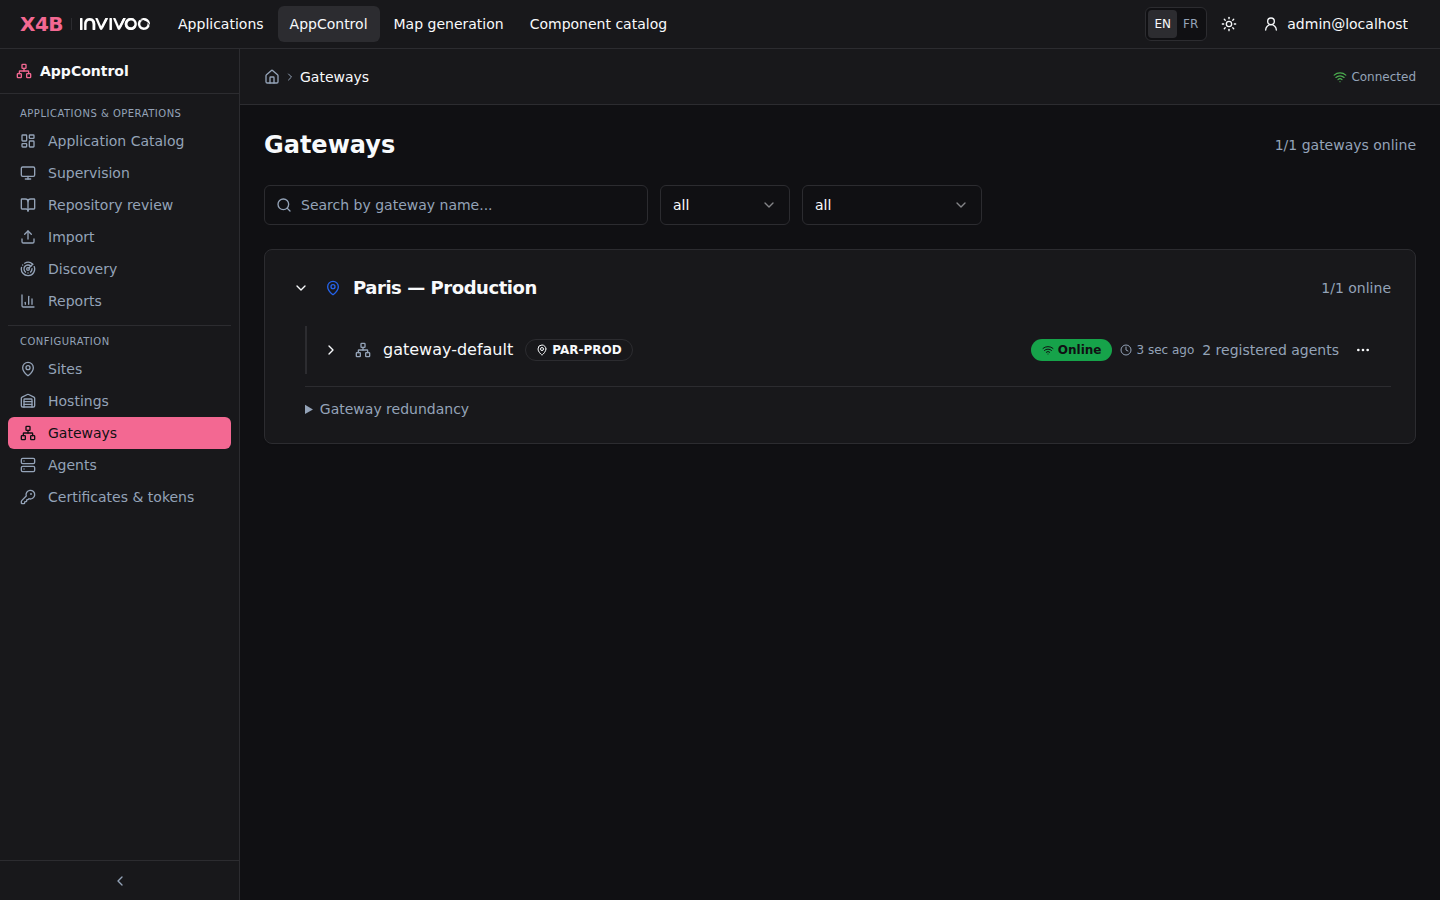 X4B INVIVOO Applications AppControl Map generation Component catalog EN FR admin@localhost
AppControl
APPLICATIONS & OPERATIONS
Application Catalog
Supervision
Repository review
Import
Discovery
Reports
CONFIGURATION
Sites
Hostings
Gateways
Agents
Certificates & tokens
Gateways Connected
Gateways 1/1 gateways online
Search by gateway name... all all
Paris — Production 1/1 online
gateway-default PAR-PROD Online 3 sec ago 2 registered agents
Gateway redundancy